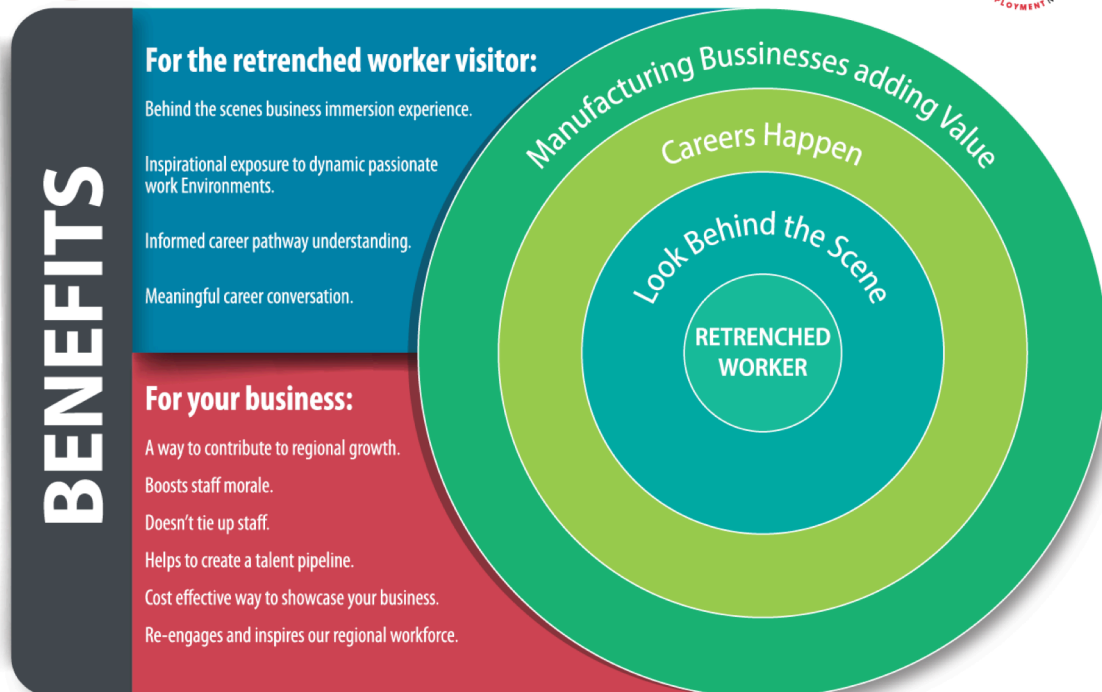 BENEFITS
For the retrenched worker visitor:
Behind the scenes business immersion experience.
Inspirational exposure to dynamic passionate
work Environments.
Informed career pathway understanding.
Meaningful career conversation.
For your business:
A way to contribute to regional growth.
Boosts staff morale.
Doesn't tie up staff.
Helps to create a talent pipeline.
Cost effective way to showcase your business.
Re-engages and inspires our regional workforce.
Manufacturing Bussinesses adding Value
Careers Happen
Look Behind the Scene
RETRENCHED
WORKER